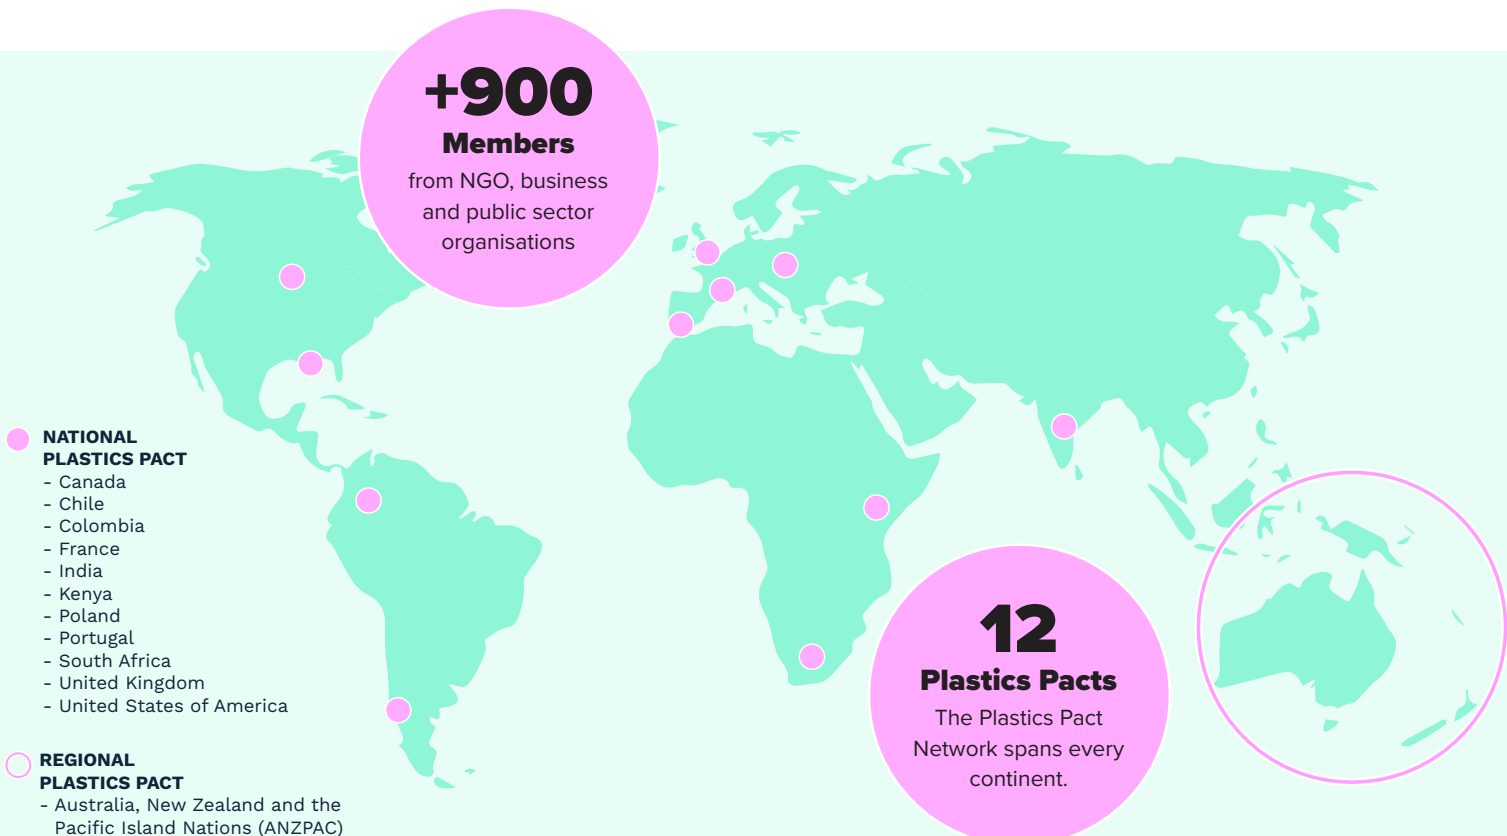 +900
Members
from NGO, business
and public sector
organisations
NATIONAL
PLASTICS PACT
- Canada
- Chile
- Colombia
- France
- India
- Kenya
- Poland
- Portugal
- South Africa
- United Kingdom
- United States of America
REGIONAL
PLASTICS PACT
- Australia, New Zealand and the
Pacific Island Nations (ANZPAC)
12
Plastics Pacts
The Plastics Pact
Network spans every
continent.